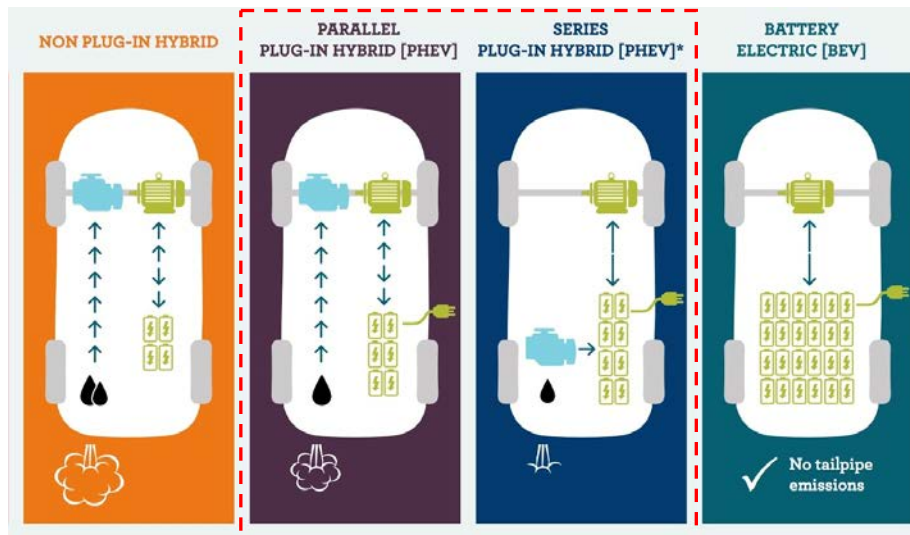 NON PLUG-IN HYBRID
PARALLEL
PLUG-IN HYBRID [PHEV]
SERIES
PLUG-IN HYBRID [PHEV]*
BATTERY
ELECTRIC [BEV]
No tailpipe
emissions